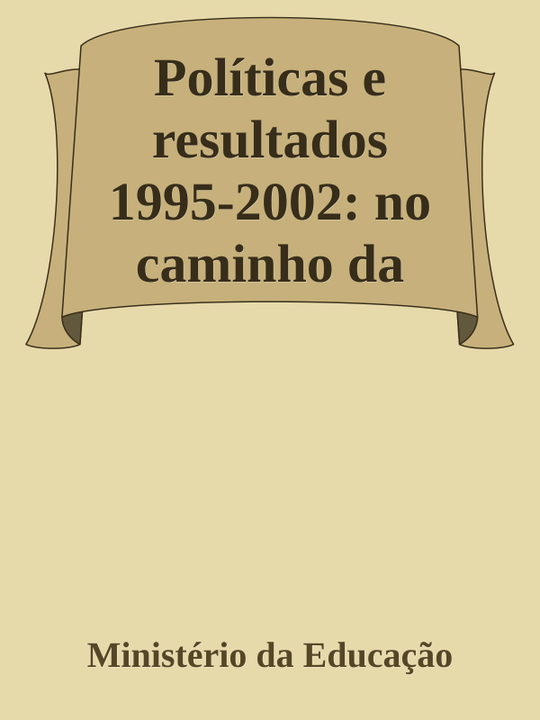 Políticas e
resultados
1995-2002: no
caminho da
Ministério da Educação